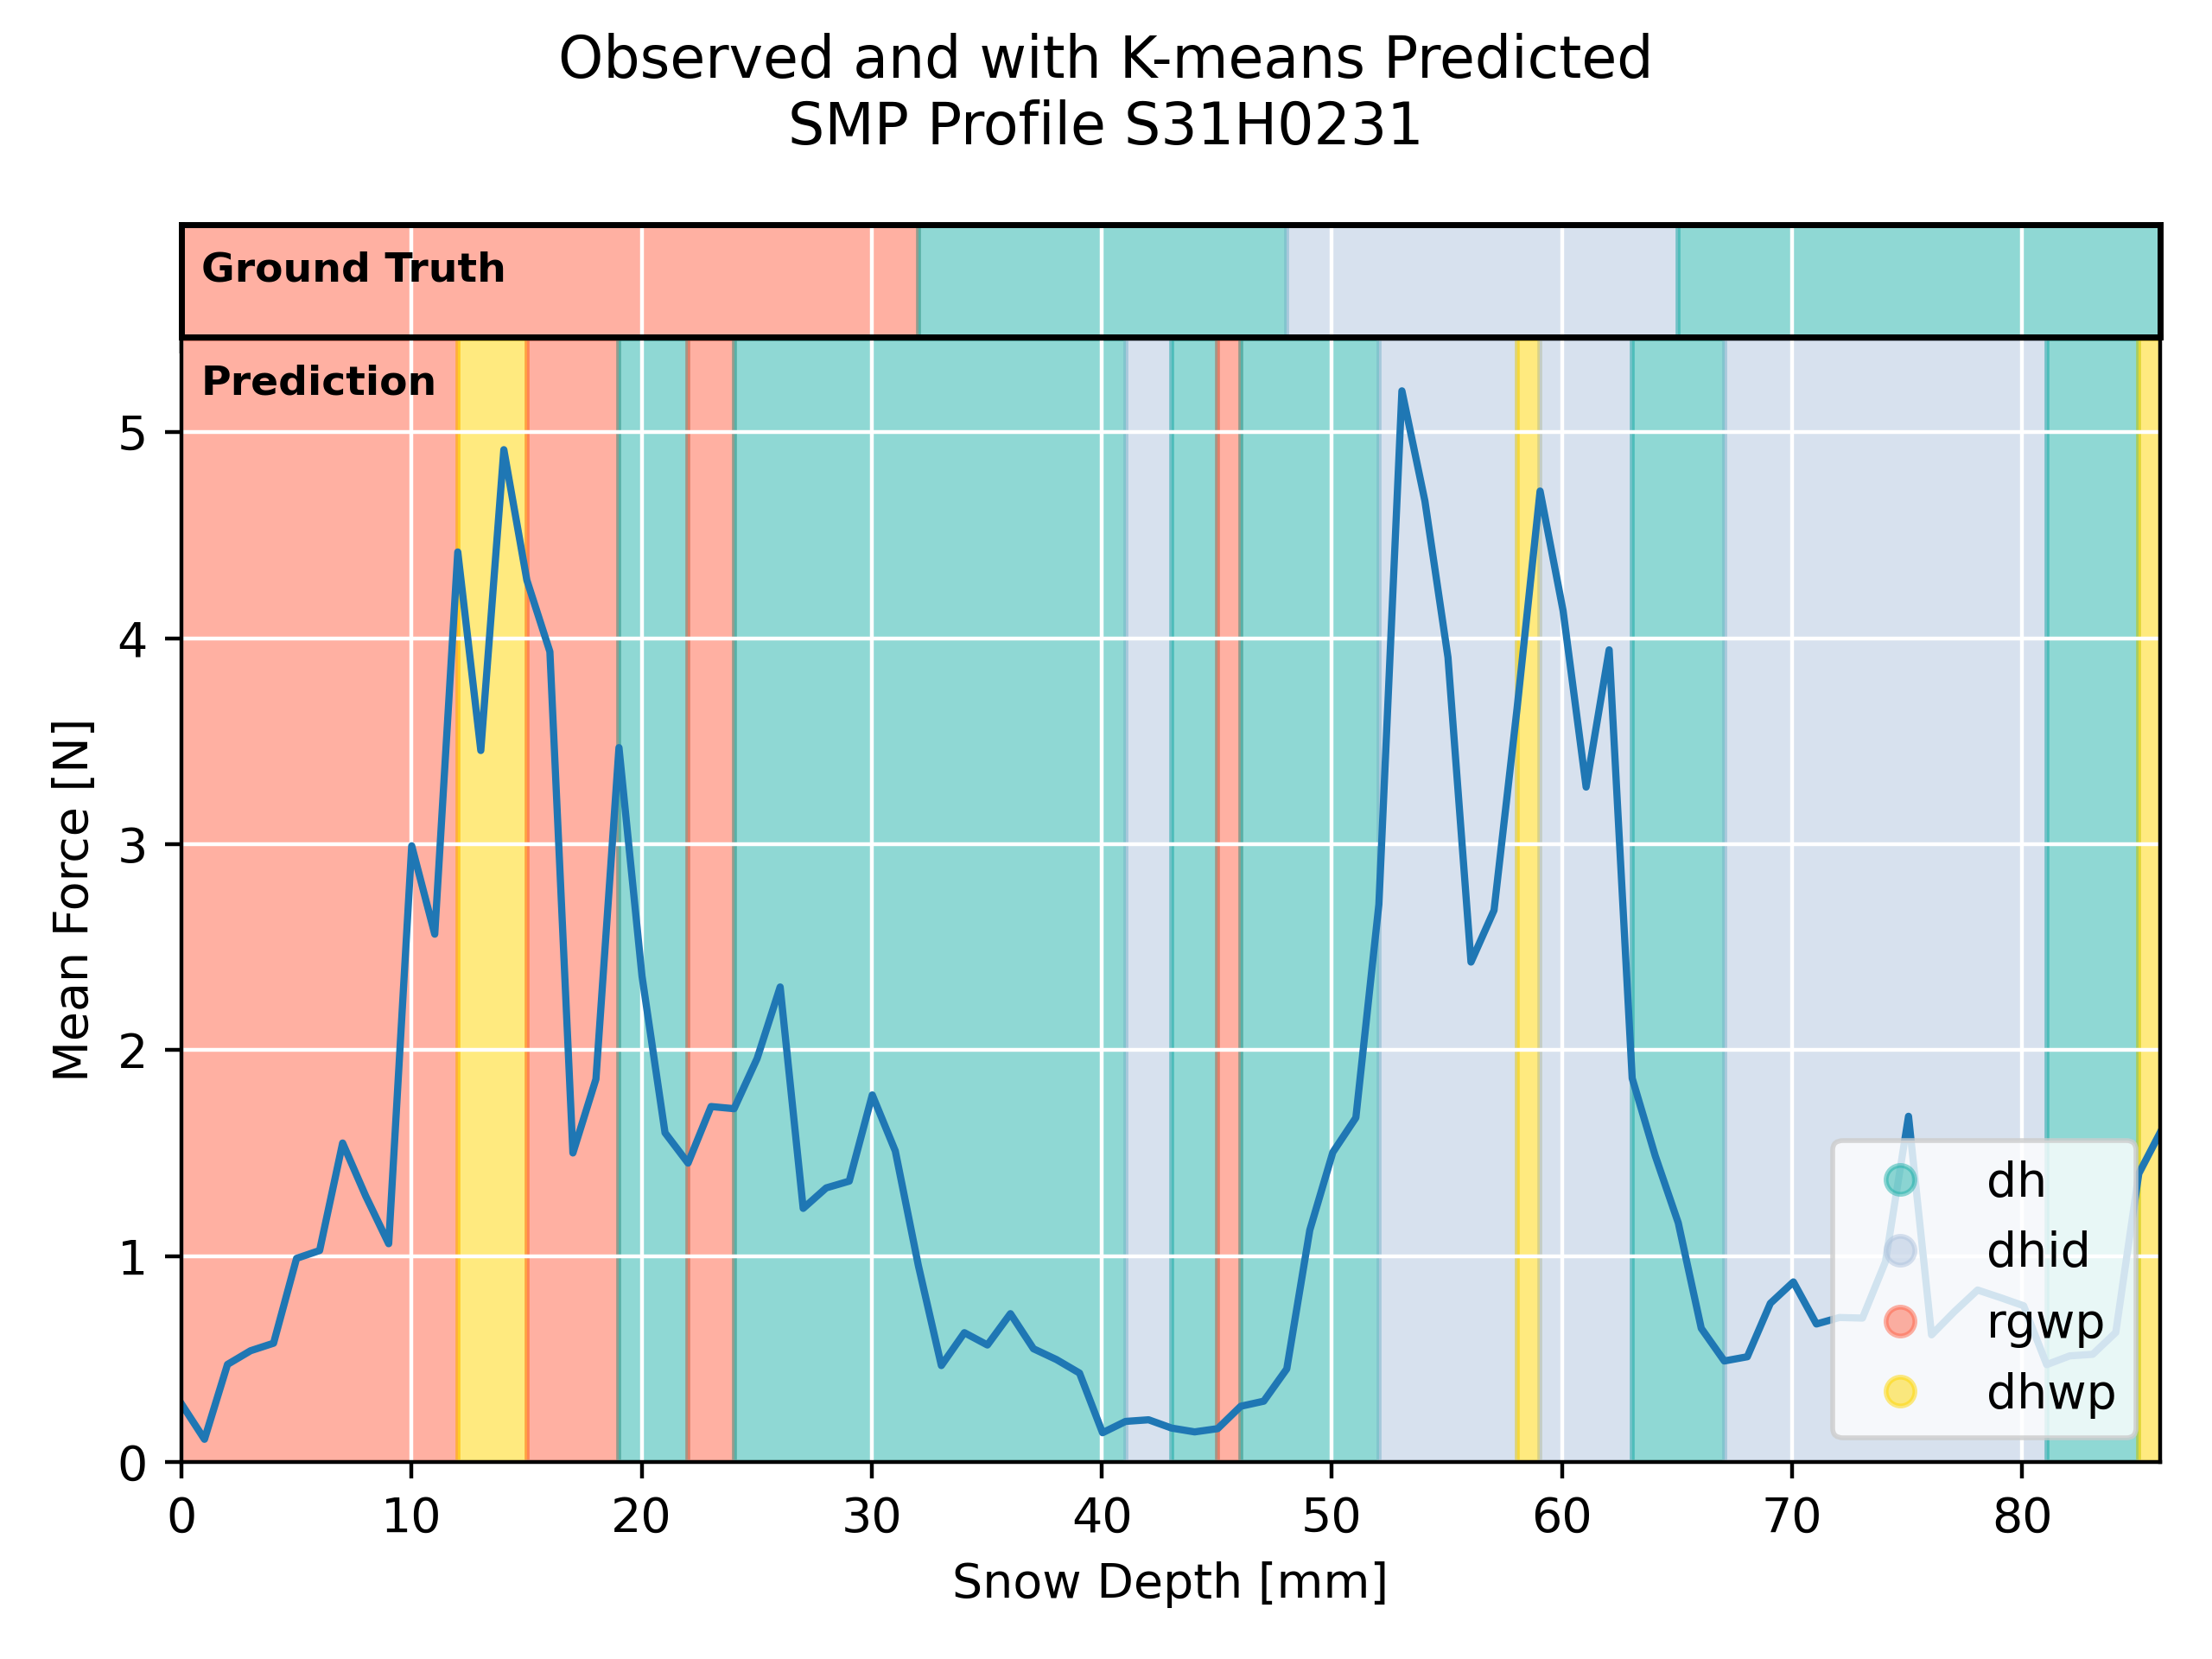 Observed and with K-means Predicted
SMP Profile S31H0231
Ground Truth
Prediction
5
4
3
2
1
0
Mean Force [N]
dh
dhid
rgwp
dhwp
0 10 20 30 40 50 60 70 80
Snow Depth [mm]